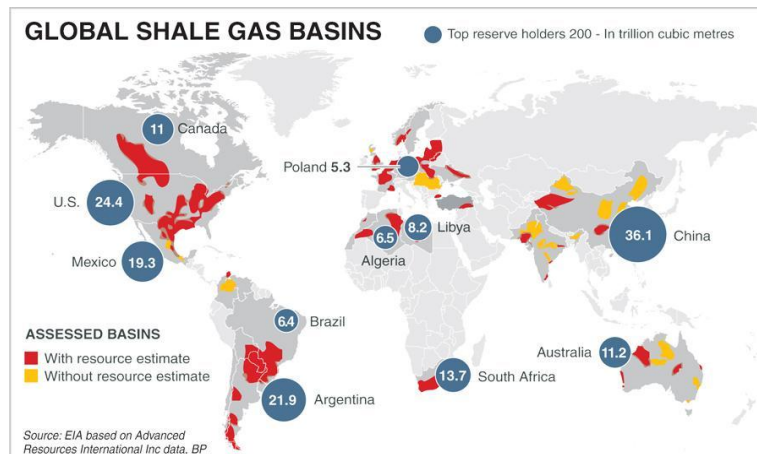 GLOBAL SHALE GAS BASINS
Top reserve holders 200 - In trillion cubic metres
11 Canada
Poland 5.3
U.S. 24.4
8.2 Libya
6.5
Algeria
36.1 China
Mexico 19.3
6.4 Brazil
ASSESSED BASINS
With resource estimate
Without resource estimate
Australia 11.2
13.7 South Africa
21.9 Argentina
Source: EIA based on Advanced
Resources International Inc data, BP